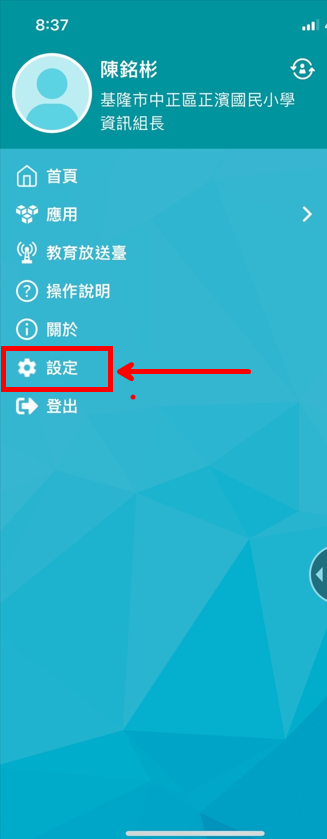 8:37
陳銘彬
基隆市中正區正濱國民小學
資訊組長
首頁
應用
教育放送臺
操作說明
關於
設定
登出